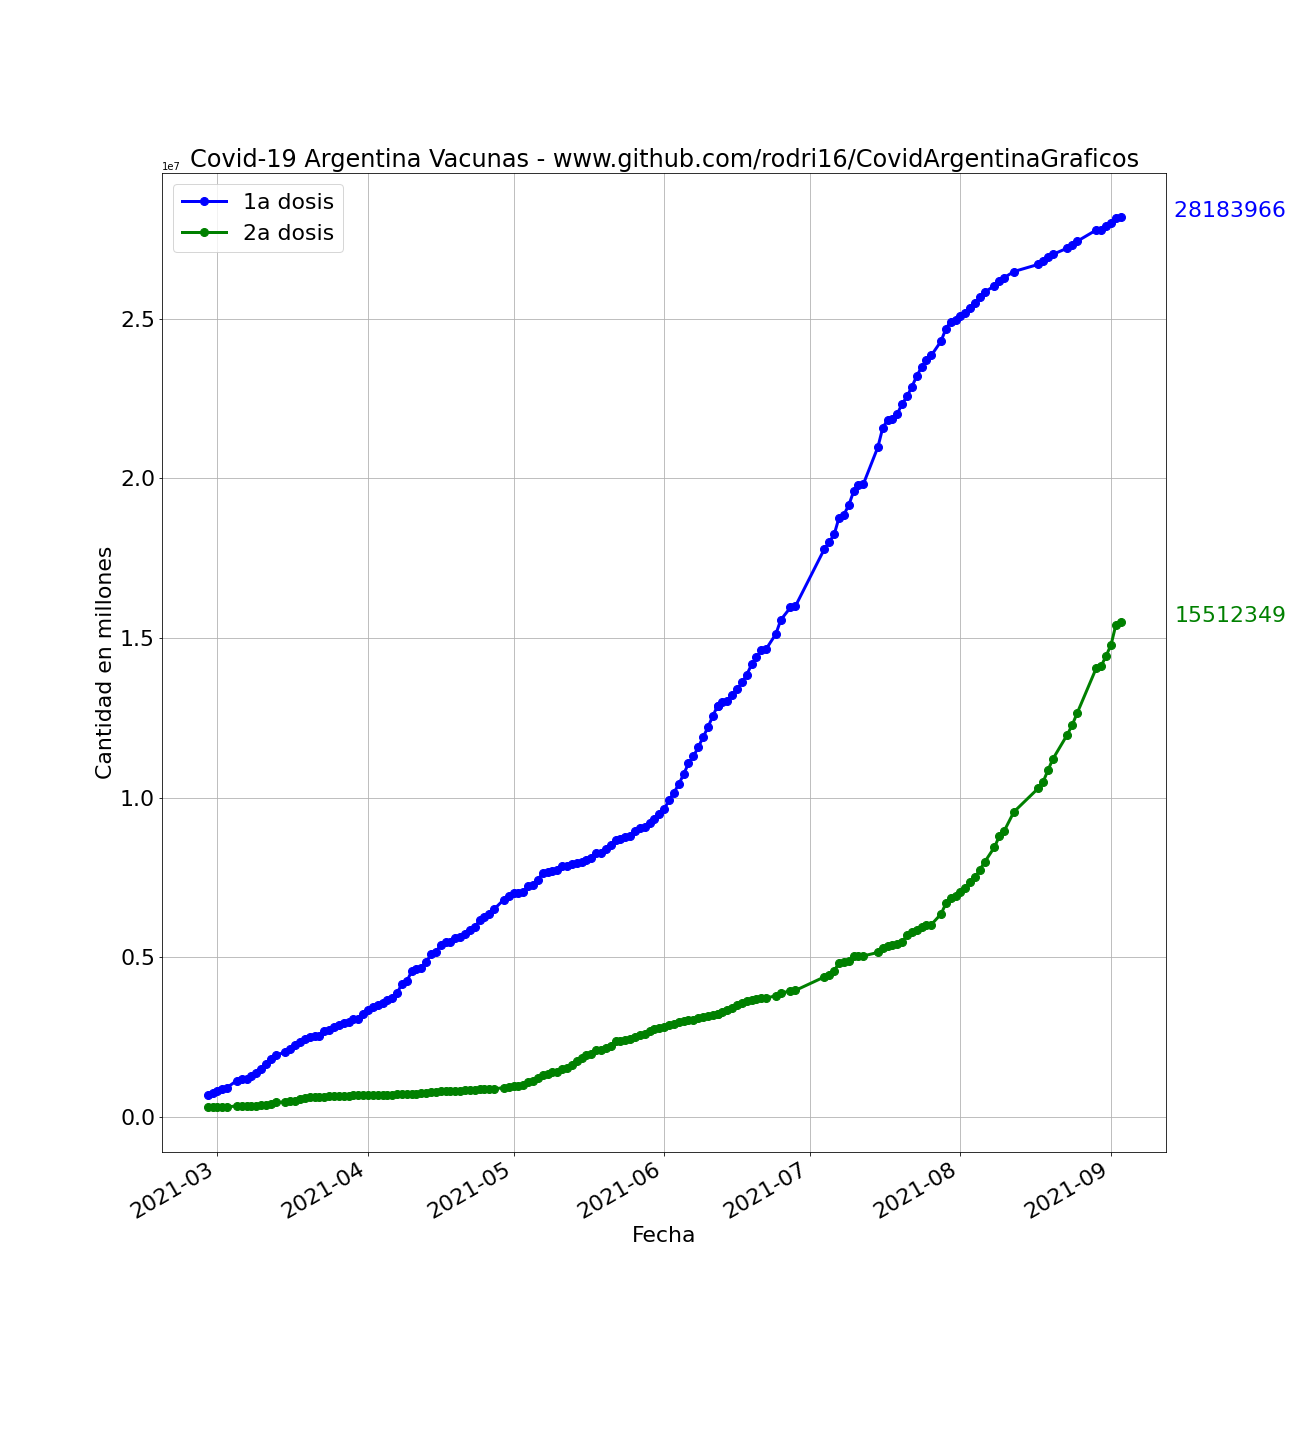 Covid-19 Argentina Vacunas - www.github.com/rodri16/CovidArgentinaGraficos
1e7
1a dosis
2a dosis
28183966
15512349
2.5
2.0
1.5
1.0
0.5
0.0
Cantidad en millones
2021-03
2021-04
2021-05
2021-06
2021-07
2021-08
2021-09
Fecha